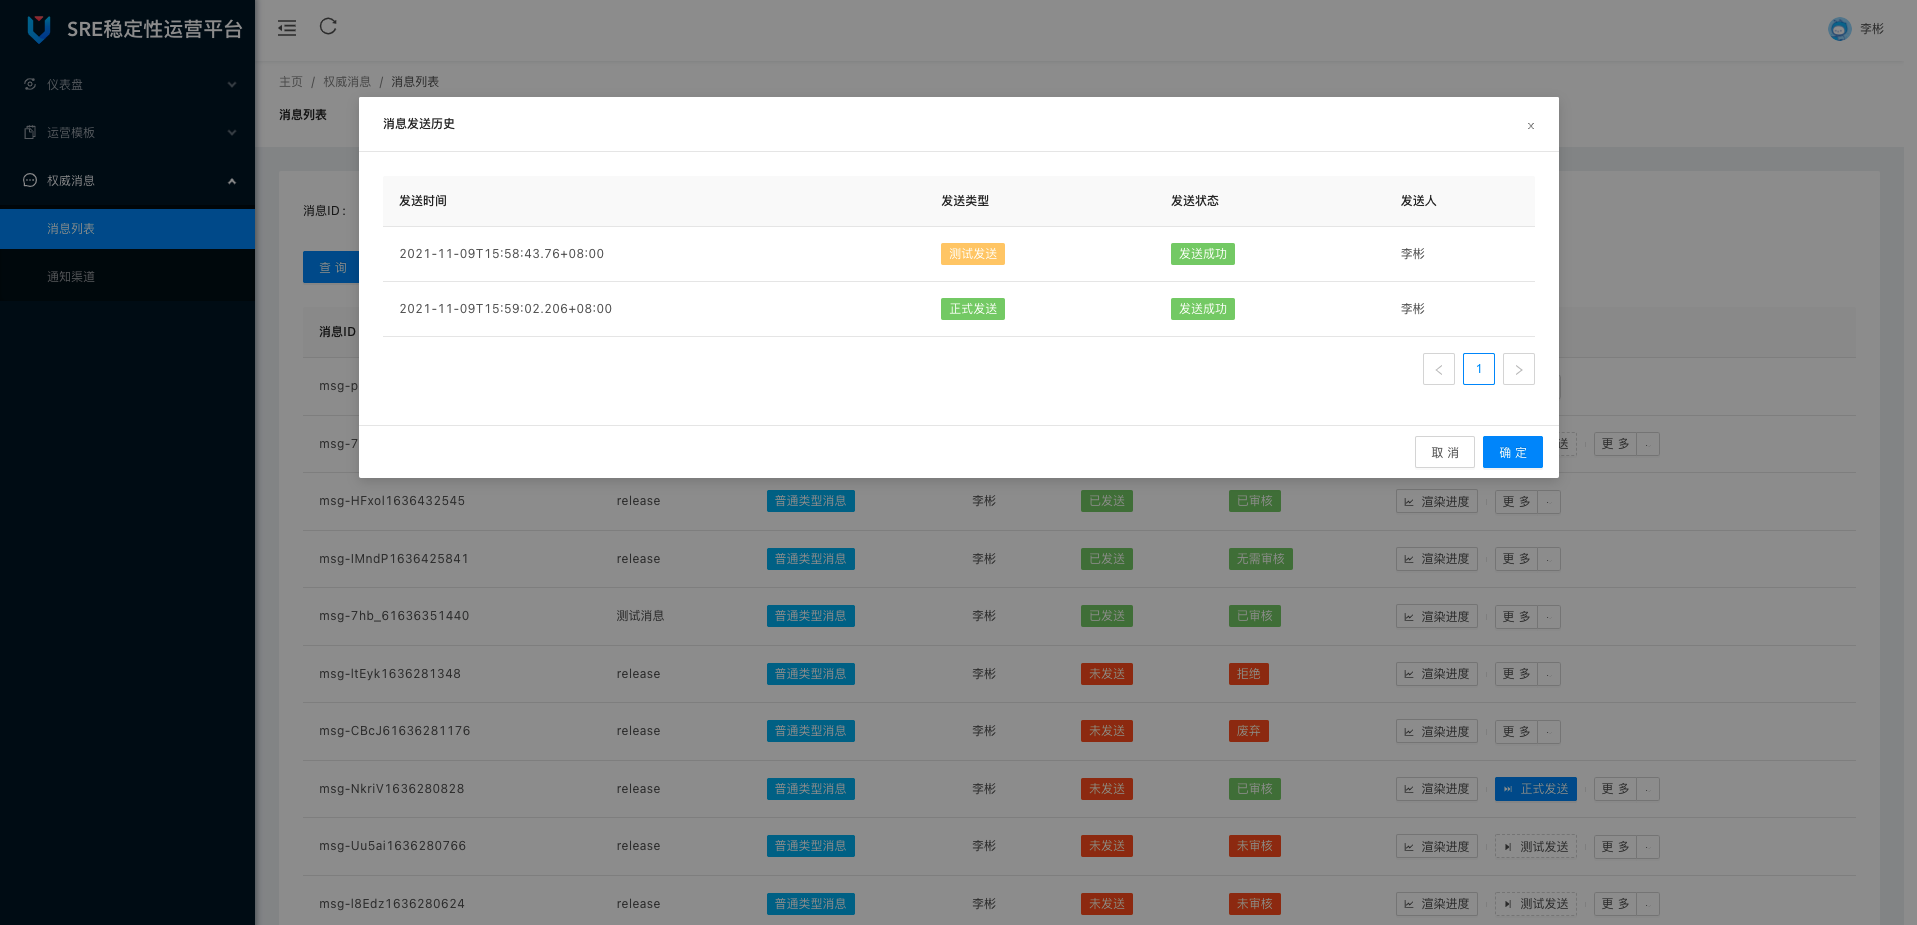 SRE稳定性运营平台
李彬
仪表盘
运营模板
权威消息
消息列表
通知渠道
主页 / 权威消息 / 消息列表
消息列表
消息发送历史
x
发送时间 发送类型 发送状态 发送人
2021-11-09T15:58:43.76+08:00 测试发送 发送成功 李彬
2021-11-09T15:59:02.206+08:00 正式发送 发送成功 李彬
1
取 消 确 定
消息ID :
查 询
消息ID
msg-p
msg-7 送 更 多
msg-HFxol1636432545 release 普通类型消息 李彬 已发送 已审核 渲染进度 更 多
msg-lMndP1636425841 release 普通类型消息 李彬 已发送 无需审核 渲染进度 更 多
msg-7hb_61636351440 测试消息 普通类型消息 李彬 已发送 已审核 渲染进度 更 多
msg-ltEyk1636281348 release 普通类型消息 李彬 未发送 拒绝 渲染进度 更 多
msg-CBcJ61636281176 release 普通类型消息 李彬 未发送 废弃 渲染进度 更 多
msg-NkriV1636280828 release 普通类型消息 李彬 未发送 已审核 渲染进度 正式发送 更 多
msg-Uu5ai1636280766 release 普通类型消息 李彬 未发送 未审核 渲染进度 测试发送 更 多
msg-l8Edz1636280624 release 普通类型消息 李彬 未发送 未审核 渲染进度 测试发送 更 多